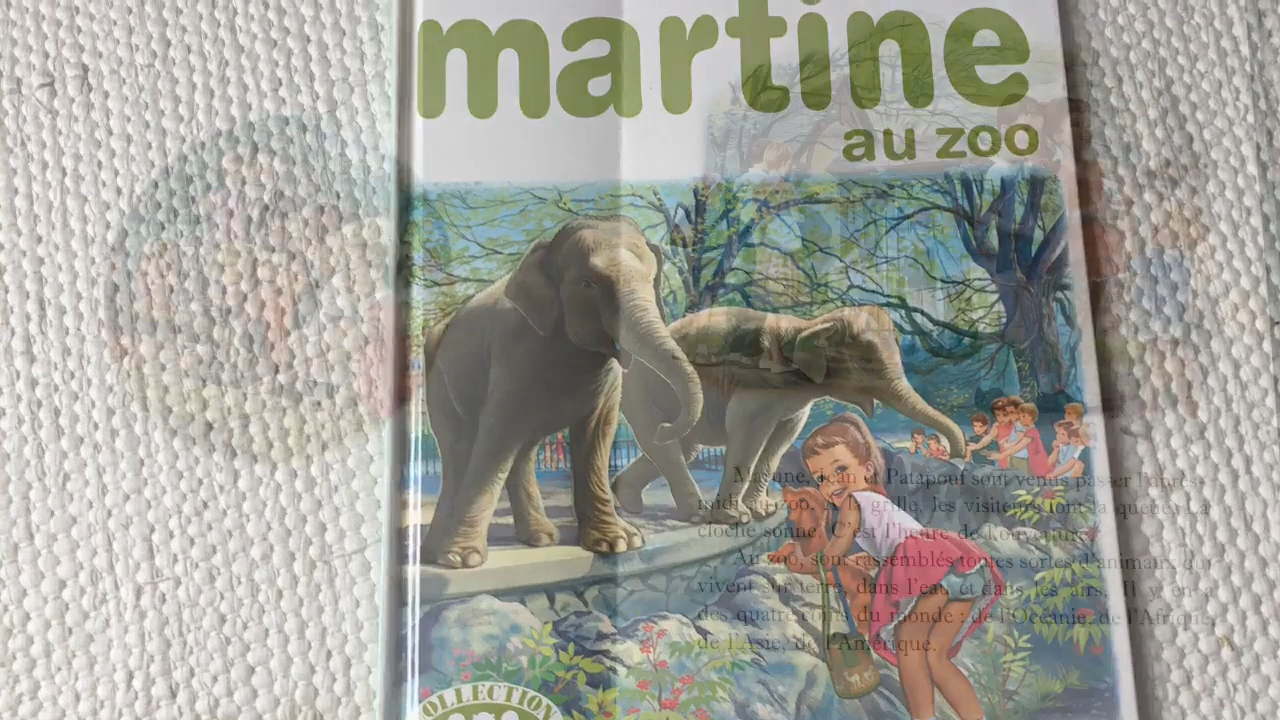 martine
au zoo
Martine, Jean et Patapouf sont venus passer l'après-
midi au zoo. A la grille, les visiteurs font la queue. La
cloche sonne. C'est l'heure de l'ouverture.
Au zoo, sont rassemblés toutes sortes d'animaux qui
vivent sur terre, dans l'eau et dans les airs. Il y en a
des quatre coins du monde : de l'Océanie, de l'Afrique,
de l'Asie, de l'Amérique.
COLLECTION